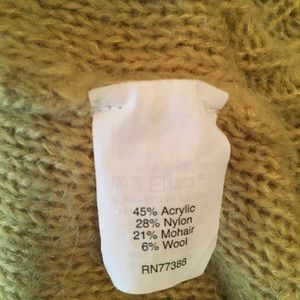 45% Acrylic
28% Nylon
21% Mohair
6% Wool
RN77388